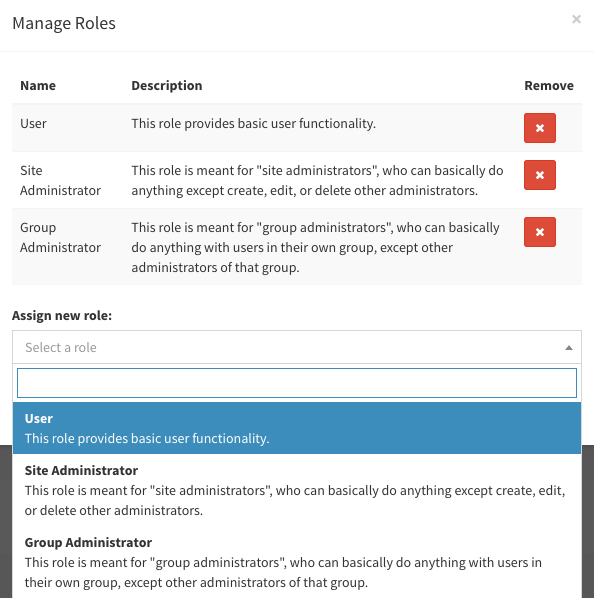 Manage Roles ×
Name Description Remove
User This role provides basic user functionality.
Site Administrator
This role is meant for "site administrators", who can basically do
anything except create, edit, or delete other administrators.
Group Administrator
This role is meant for "group administrators", who can basically
do anything with users in their own group, except other
administrators of that group.
Assign new role:
Select a role
User
This role provides basic user functionality.
Site Administrator
This role is meant for "site administrators", who can basically do anything except create, edit,
or delete other administrators.
Group Administrator
This role is meant for "group administrators", who can basically do anything with users in
their own group, except other administrators of that group.